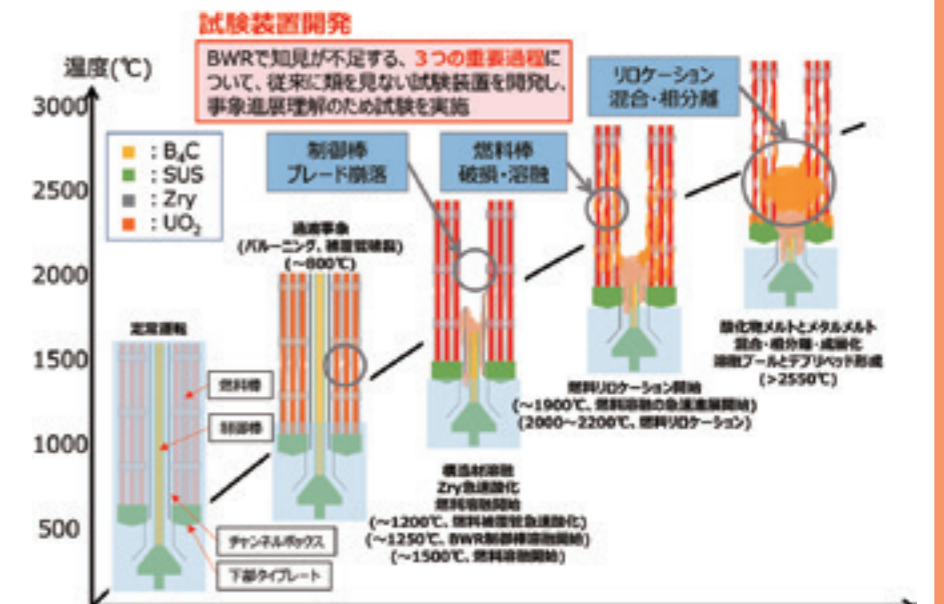 試験装置開発
BWRで知見が不足する、3つの重要過程に
ついて、従来に類を見ない試験装置を開発し、
事象進展理解のため試験を実施
温度(℃)
3000
2500
2000
1500
1000
500
：B₄C
：SUS
：Zry
：UO₂
制御棒
ブレード崩落
燃料棒
破損・溶融
リロケーション
混合・相分離
定常運転
燃料棒
制御棒
チャンネルボックス
下部タイプレート
過渡事象
(バルーニング、被覆管破裂)
(～800℃)
構造材溶融
Zry急速酸化
燃料溶融開始
(～1200℃、燃料被覆管急速酸化)
(～1250℃、BWR制御棒溶融開始)
(～1500℃、燃料溶融開始)
燃料リロケーション開始
(～1900℃、燃料溶融の急速進展開始)
(2000～2200℃、燃料リロケーション)
酸化物メルトとメタルメルト
混合・相分離・成層化
溶融プールとデブリベッド形成
(>2550℃)